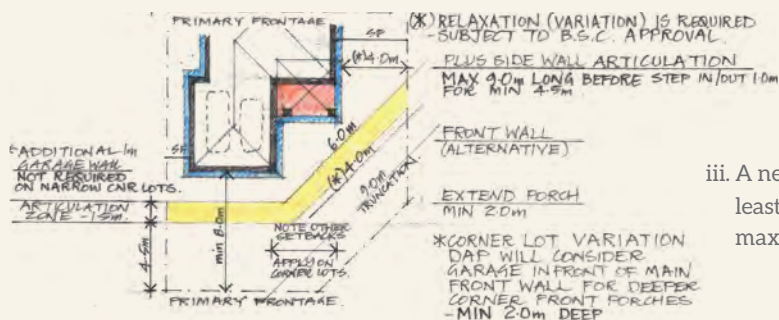 PRIMARY FRONTAGE
SF
(*)4.0m
(*) RELAXATION (VARIATION) IS REQUIRED
- SUBJECT TO B.S.C. APPROVAL.
PLUS SIDE WALL ARTICULATION
MAX 9.0m LONG BEFORE STEP IN/OUT 1.0m
FOR MIN 4.5m
6.0m
(*)4.0m
9.0m
TRUNCATION
FRONT WALL
(ALTERNATIVE)
EXTEND PORCH
MIN 2.0m
*CORNER LOT VARIATION
DAP WILL CONSIDER
GARAGE IN FRONT OF MAIN
FRONT WALL FOR DEEPER
CORNER FRONT PORCHES
- MIN 2.0m DEEP
SF
ADDITIONAL 1m
GARAGE WALL
NOT REQUIRED
ON NARROW CNR LOTS.
ARTICULATION
ZONE - 1.5m
4.5m
min 8.0m
NOTE OTHER
SETBACKS
APPLY ON
CORNER LOTS.
PRIMARY FRONTAGE.
iii. A ne
least
max